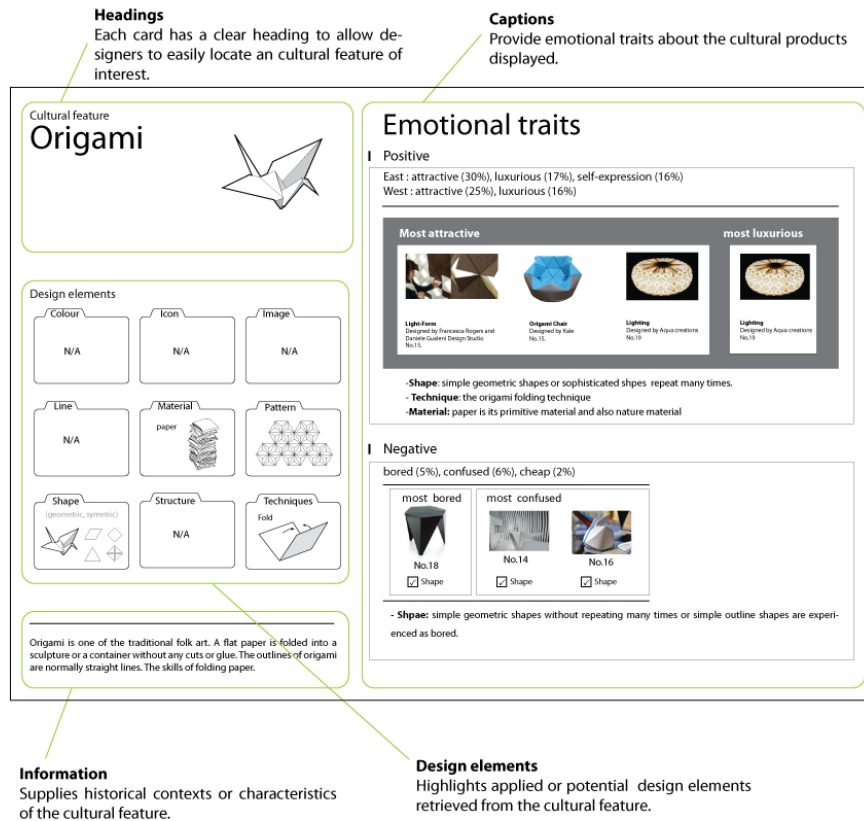 Headings
Each card has a clear heading to allow de-
signers to easily locate an cultural feature of
interest.
Captions
Provide emotional traits about the cultural products
displayed.
Cultural feature
Origami
Design elements
Colour
N/A
Icon
N/A
Image
N/A
Line
N/A
Material
paper
Pattern
Shape
(geometric, symetric)
Structure
N/A
Techniques
Fold
Origami is one of the traditional folk art. A flat paper is folded into a
sculpture or a container without any cuts or glue. The outlines of origami
are normally straight lines. The skills of folding paper.
Emotional traits
Positive
East : attractive (30%), luxurious (17%), self-expression (16%)
West : attractive (25%), luxurious (16%)
Most attractive
most luxurious
Light-Form
Designed by Francesca Rogers and
Daniele Gualeni Design Studio
No.13.
Origami Chair
Designed by Kale
No.15.
Lighting
Designed by Aqua creations
No.19
Lighting
Designed by Aqua creations
No.19
-Shape: simple geometric shapes or sophisticated shpes repeat many times.
- Technique: the origami folding technique
-Material: paper is its primitive material and also nature material
Negative
bored (5%), confused (6%), cheap (2%)
most bored
most confused
No.18
Shape
No.14
Shape
No.16
Shape
- Shpae: simple geometric shapes without repeating many times or simple outline shapes are experi-
enced as bored.
Information
Supplies historical contexts or characteristics
of the cultural feature.
Design elements
Highlights applied or potential design elements
retrieved from the cultural feature.